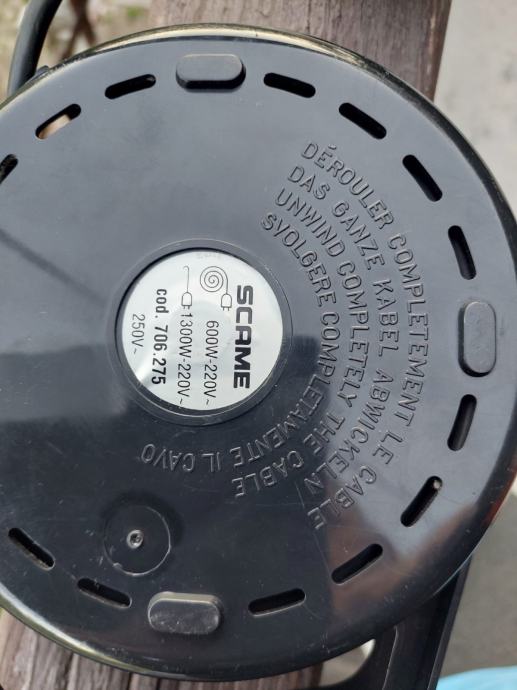 DÉROULER COMPLETEMENT LE CABLE
DAS GANZE KABEL ABWICKELN
UNWIND COMPLETELY THE CABLE
SVOLGERE COMPLETAMENTE IL CAVO
SCAME
600W-220V~
1300W-220V~
cod. 706.275
250V~